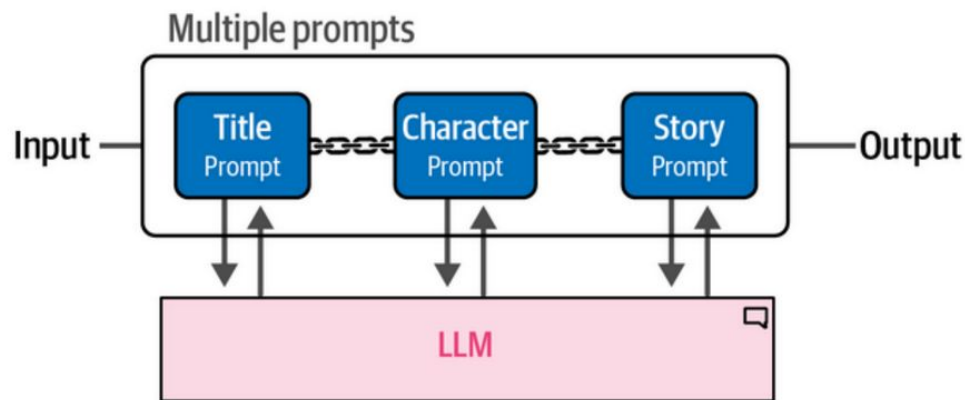 Multiple prompts
Input
Title
Prompt
Character
Prompt
Story
Prompt
Output
LLM